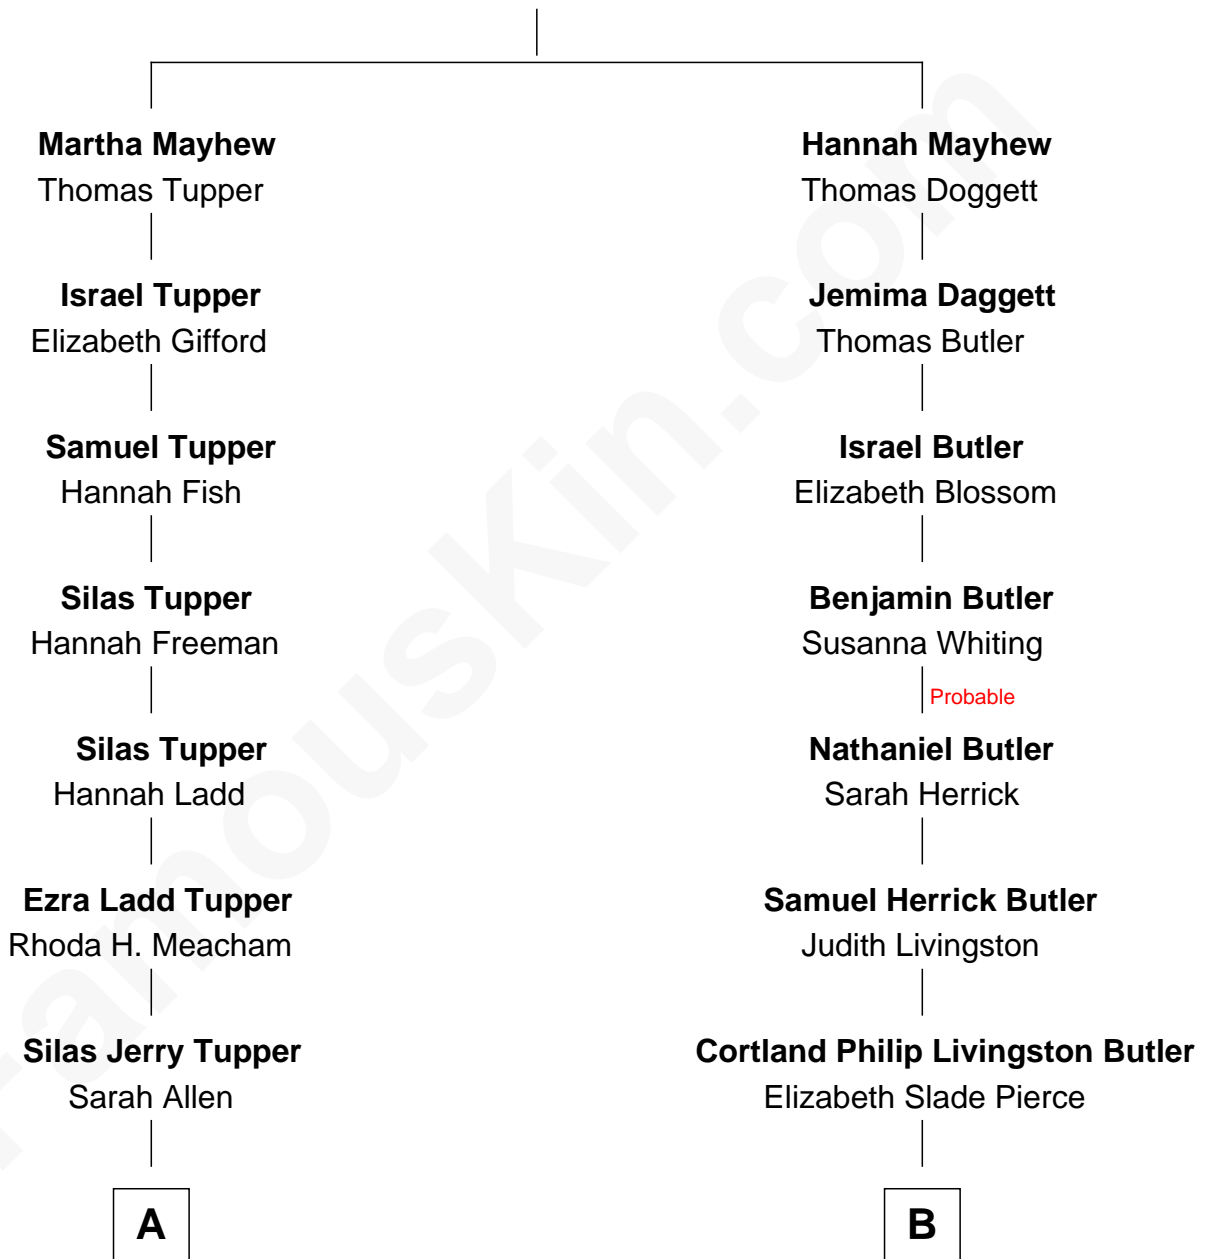 Martha Mayhew
Thomas Tupper
Hannah Mayhew
Thomas Doggett
Israel Tupper
Elizabeth Gifford
Jemima Daggett
Thomas Butler
Samuel Tupper
Hannah Fish
Israel Butler
Elizabeth Blossom
Silas Tupper
Hannah Freeman
Benjamin Butler
Susanna Whiting
Probable
Silas Tupper
Hannah Ladd
Nathaniel Butler
Sarah Herrick
Ezra Ladd Tupper
Rhoda H. Meacham
Samuel Herrick Butler
Judith Livingston
Silas Jerry Tupper
Sarah Allen
Cortland Philip Livingston Butler
Elizabeth Slade Pierce
A
B
FamousKin.com